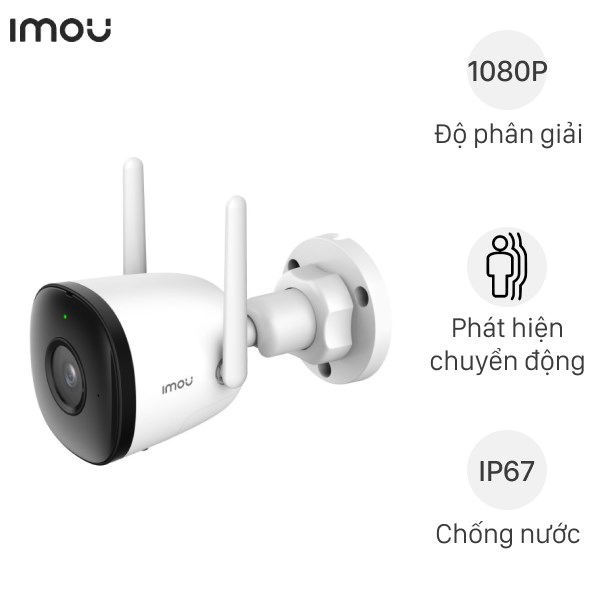 imou
1080P
Độ phân giải
Phát hiện
chuyển động
imou
IP67
Chống nước